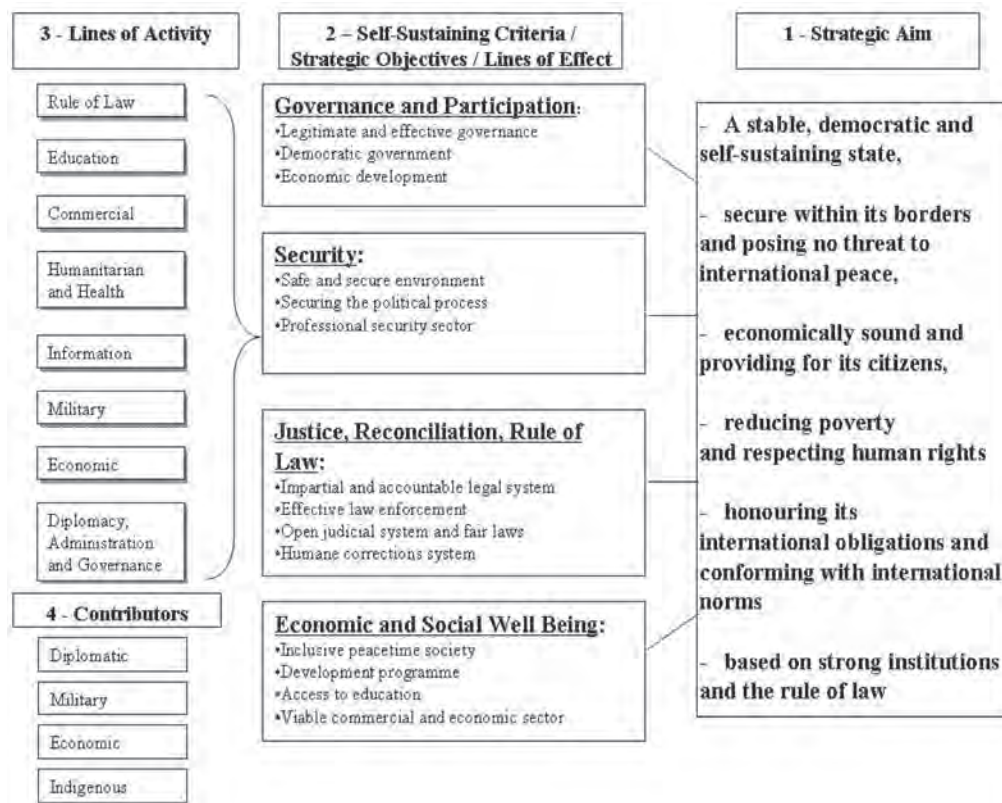 3 - Lines of Activity
Rule of Law
Education
Commercial
Humanitarian
and Health
Information
Military
Economic
Diplomacy,
Administration
and Governance
4 - Contributors
Diplomatic
Military
Economic
Indigenous
2 – Self-Sustaining Criteria /
Strategic Objectives / Lines of Effect
Governance and Participation:
•Legitimate and effective governance
•Democratic government
•Economic development
Security:
•Safe and secure environment
•Securing the political process
•Professional security sector
Justice, Reconciliation, Rule of
Law:
•Impartial and accountable legal system
•Effective law enforcement
•Open judicial system and fair laws
•Humane corrections system
Economic and Social Well Being:
•Inclusive peacetime society
•Development programme
•Access to education
•Viable commercial and economic sector
1 - Strategic Aim
- A stable, democratic and
self-sustaining state,
- secure within its borders
and posing no threat to
international peace,
- economically sound and
providing for its citizens,
- reducing poverty
and respecting human rights
- honouring its
international obligations and
conforming with international
norms
- based on strong institutions
and the rule of law